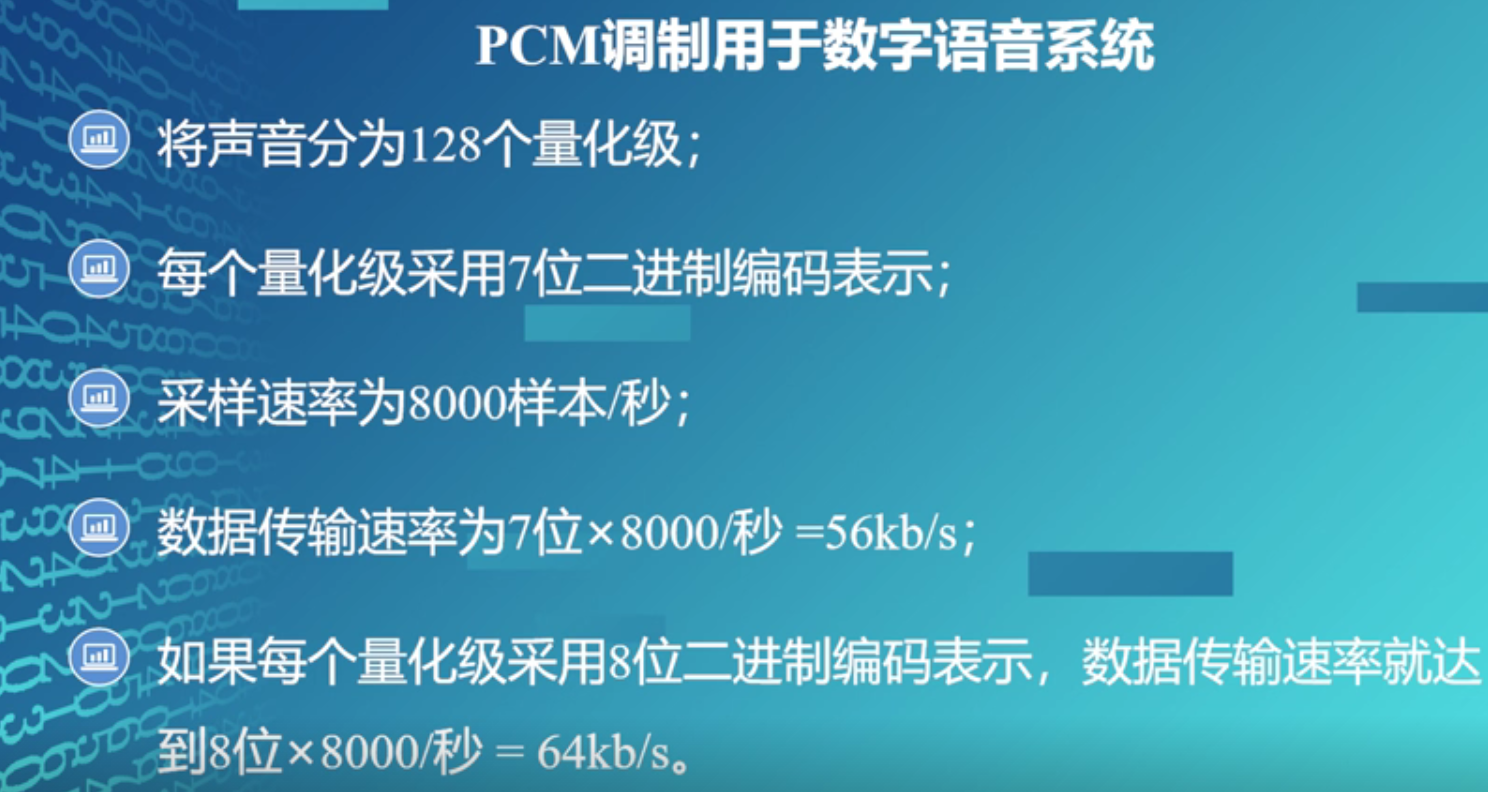 PCM调制用于数字语音系统
将声音分为128个量化级；
每个量化级采用7位二进制编码表示；
采样速率为8000样本/秒；
数据传输速率为7位×8000/秒 =56kb/s；
如果每个量化级采用8位二进制编码表示，数据传输速率就达
到8位×8000/秒 = 64kb/s。